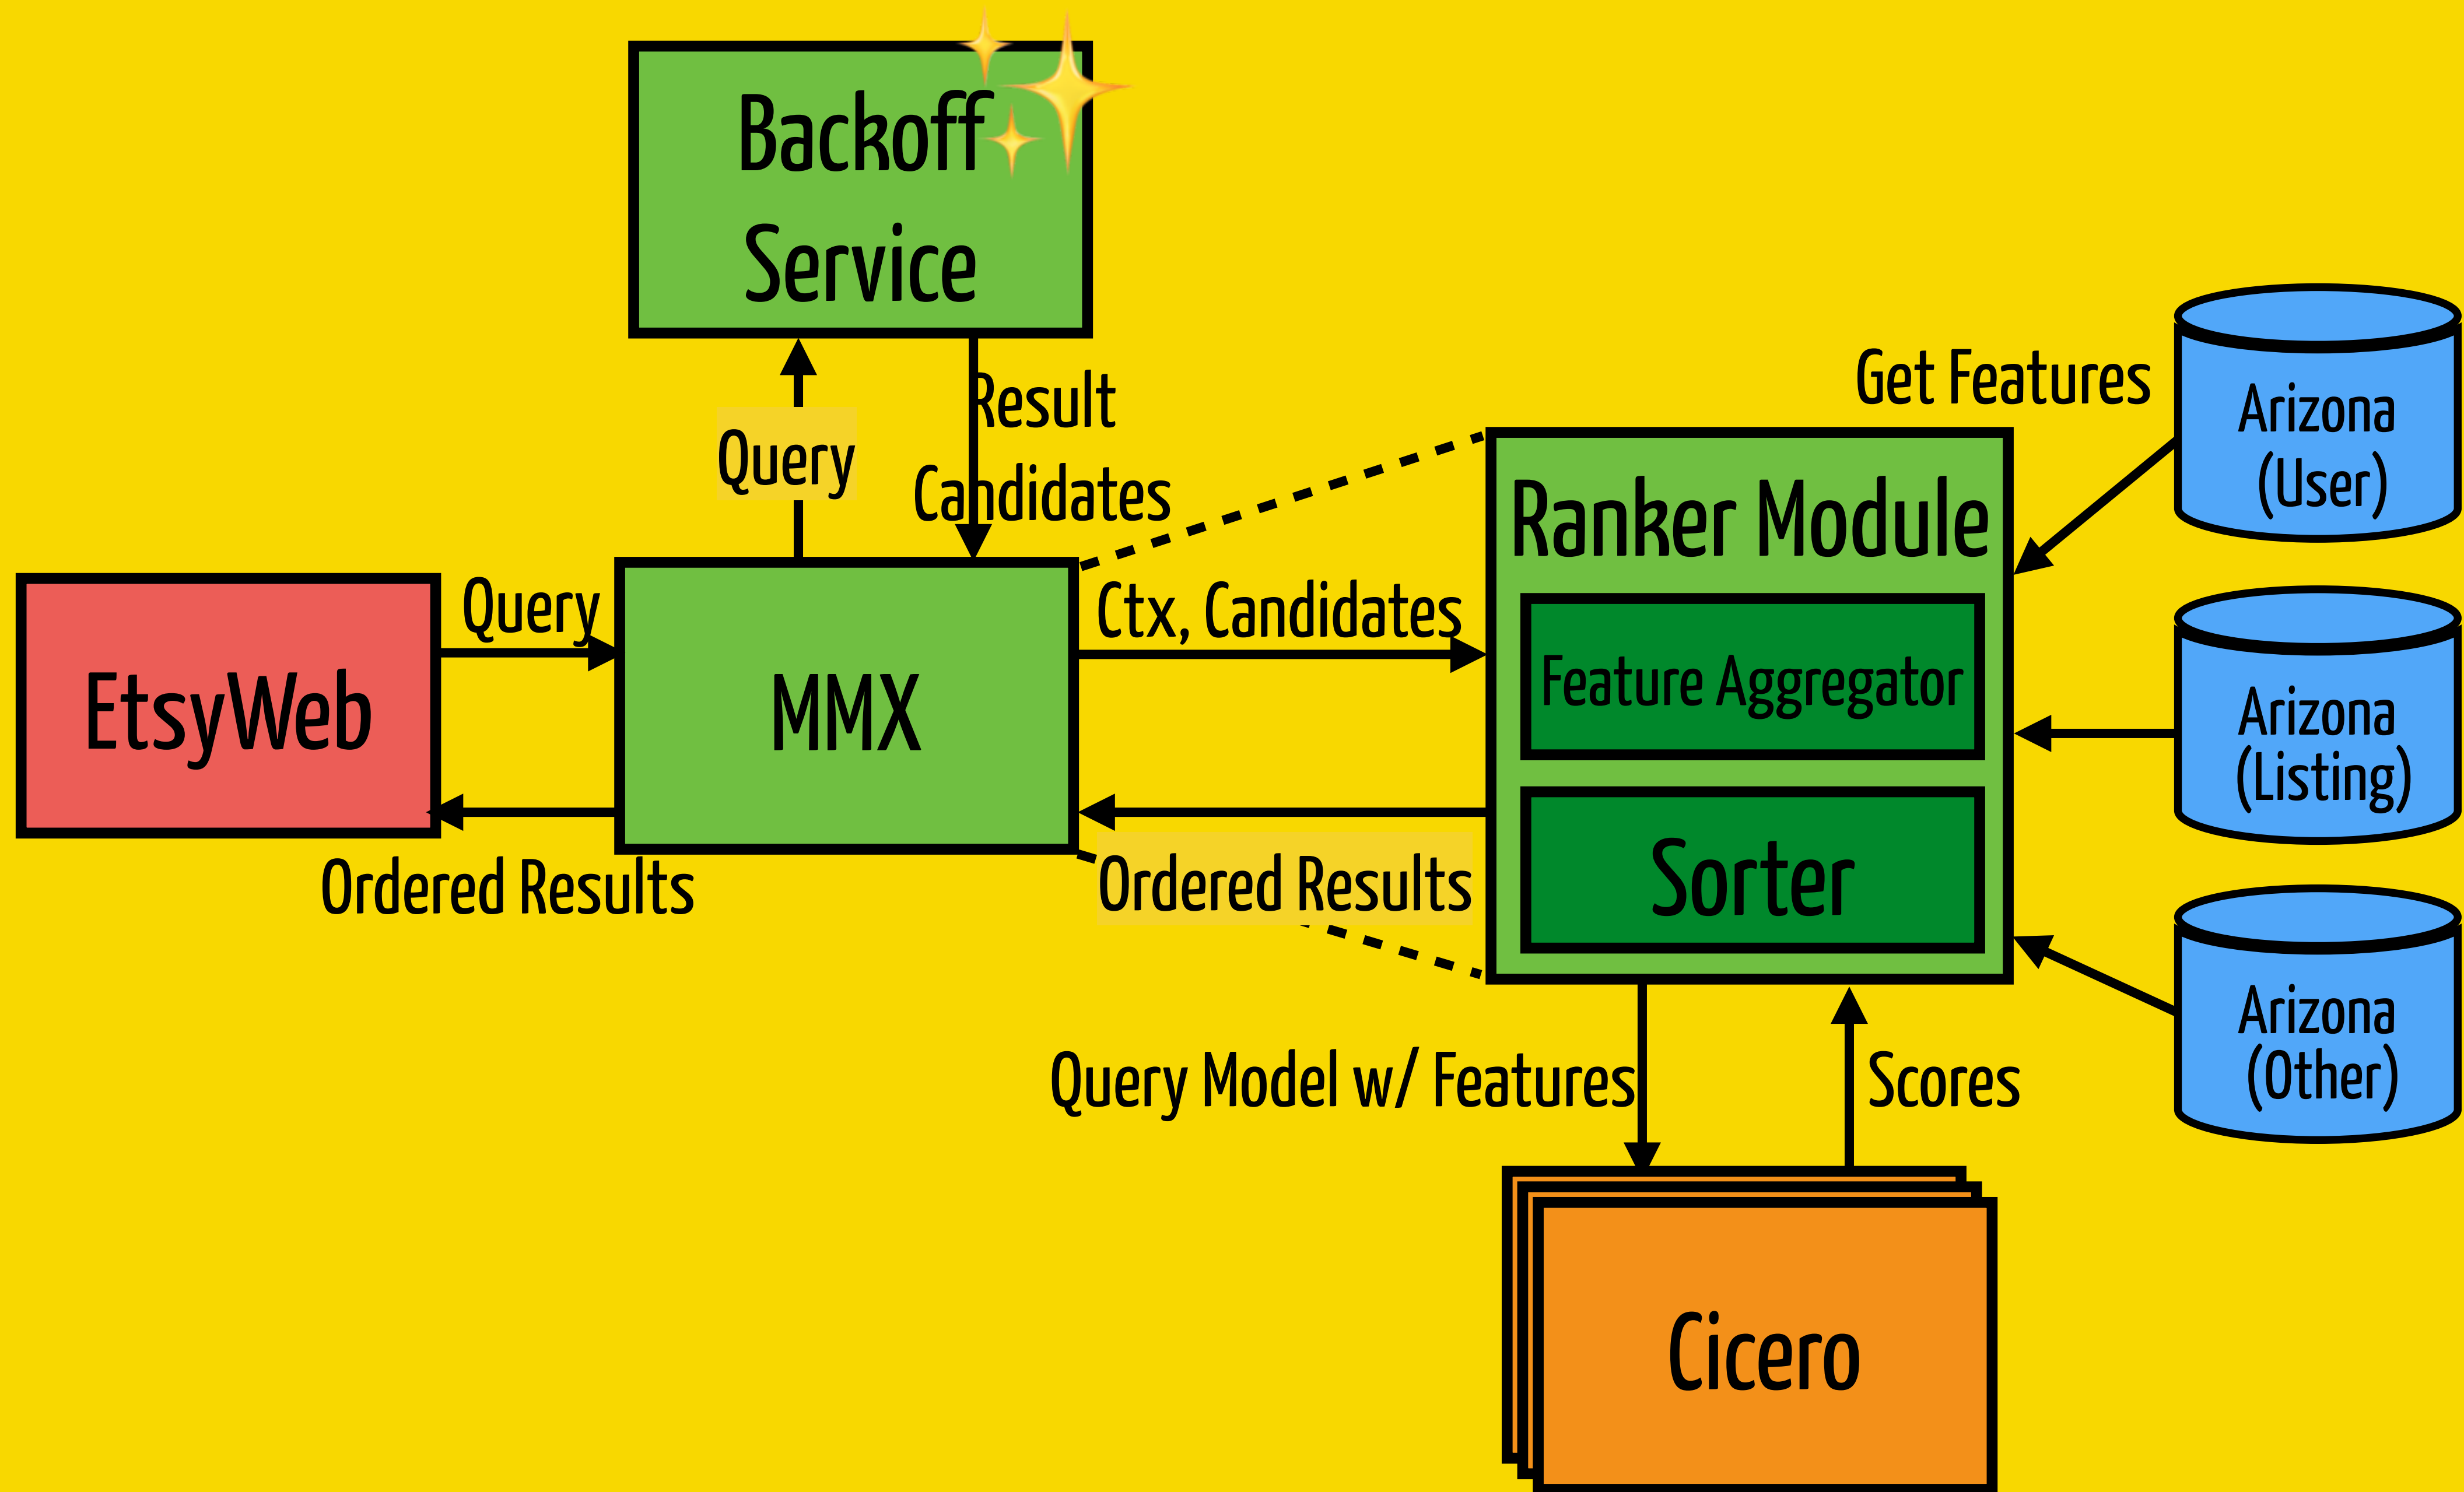 Backoff
Service
Query
Result
Candidates
Get Features
Arizona
(User)
Ranker Module
Query
Ctx, Candidates
EtsyWeb
MMX
Feature Aggregator
Arizona
(Listing)
Sorter
Ordered Results
Ordered Results
Arizona
(Other)
Query Model w/ Features
Scores
Cicero